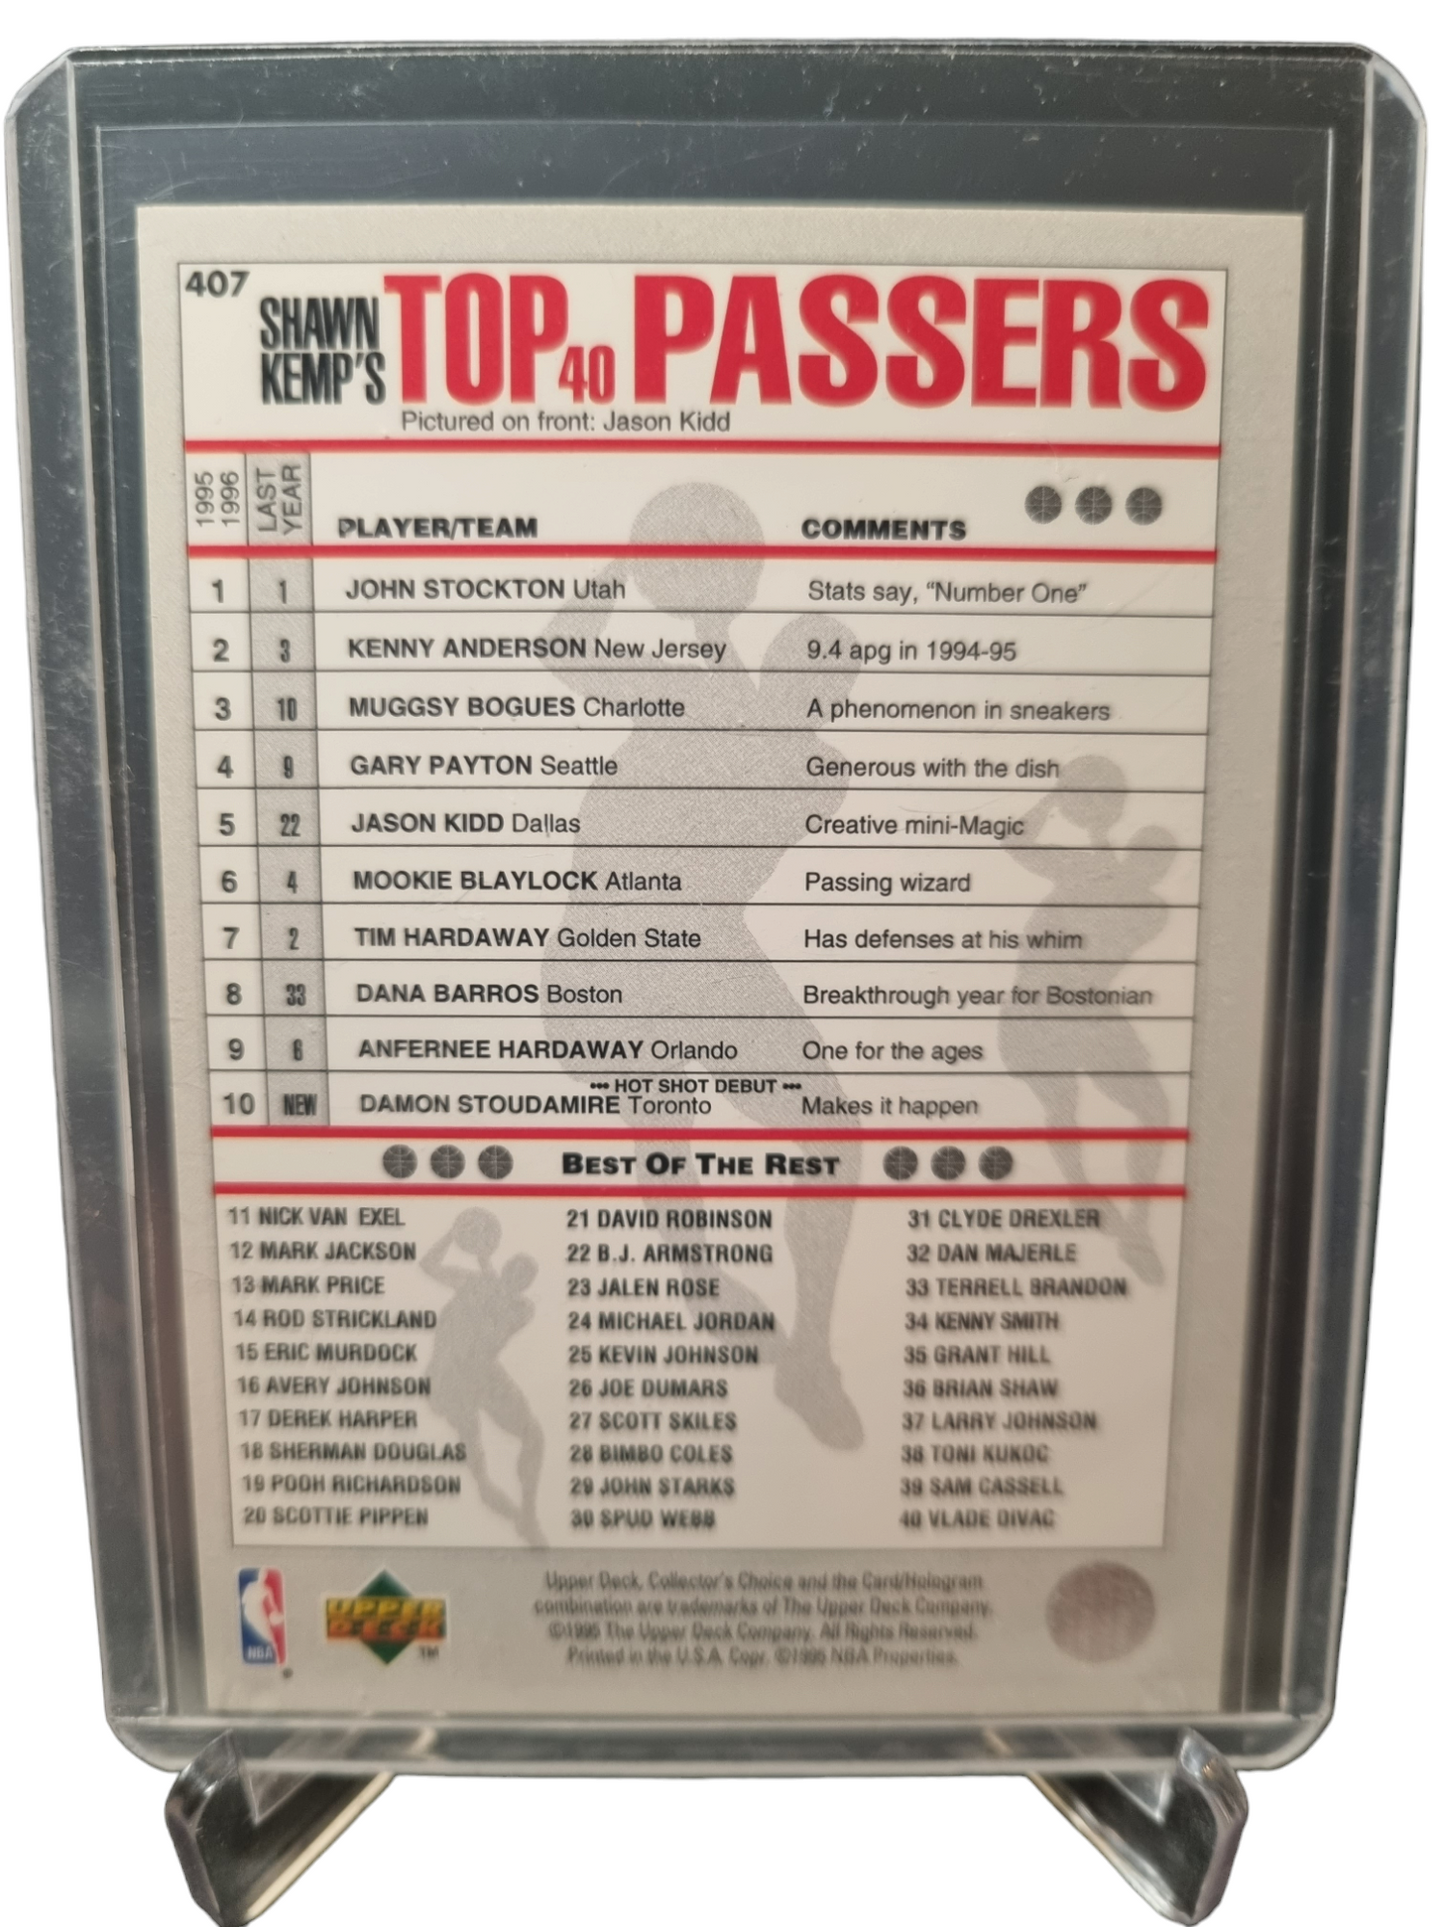 407
SHAWN KEMP'S TOP 40 PASSERS
Pictured on front: Jason Kidd
1995 1996 LAST YEAR PLAYER/TEAM COMMENTS
1 1 JOHN STOCKTON Utah Stats say, “Number One”
2 3 KENNY ANDERSON New Jersey 9.4 apg in 1994-95
3 10 MUGGSY BOGUES Charlotte A phenomenon in sneakers
4 9 GARY PAYTON Seattle Generous with the dish
5 22 JASON KIDD Dallas Creative mini-Magic
6 4 MOOKIE BLAYLOCK Atlanta Passing wizard
7 2 TIM HARDAWAY Golden State Has defenses at his whim
8 33 DANA BARROS Boston Breakthrough year for Bostonian
9 6 ANFERNEE HARDAWAY Orlando One for the ages
••• HOT SHOT DEBUT •••
10 NEW DAMON STOUDAMIRE Toronto Makes it happen
BEST OF THE REST
11 NICK VAN EXEL
12 MARK JACKSON
13 MARK PRICE
14 ROD STRICKLAND
15 ERIC MURDOCK
16 AVERY JOHNSON
17 DEREK HARPER
18 SHERMAN DOUGLAS
19 POOH RICHARDSON
20 SCOTTIE PIPPEN
21 DAVID ROBINSON
22 B.J. ARMSTRONG
23 JALEN ROSE
24 MICHAEL JORDAN
25 KEVIN JOHNSON
26 JOE DUMARS
27 SCOTT SKILES
28 BIMBO COLES
29 JOHN STARKS
30 SPUD WEBB
31 CLYDE DREXLER
32 DAN MAJERLE
33 TERRELL BRANDON
34 KENNY SMITH
35 GRANT HILL
36 BRIAN SHAW
37 LARRY JOHNSON
38 TONI KUKOC
39 SAM CASSELL
40 VLADE DIVAC
NBA ®
UPPER DECK ™
Upper Deck, Collector's Choice and the Card/Hologram
combination are trademarks of The Upper Deck Company.
©1995 The Upper Deck Company. All Rights Reserved.
Printed in the U.S.A. Copr. ©1995 NBA Properties.